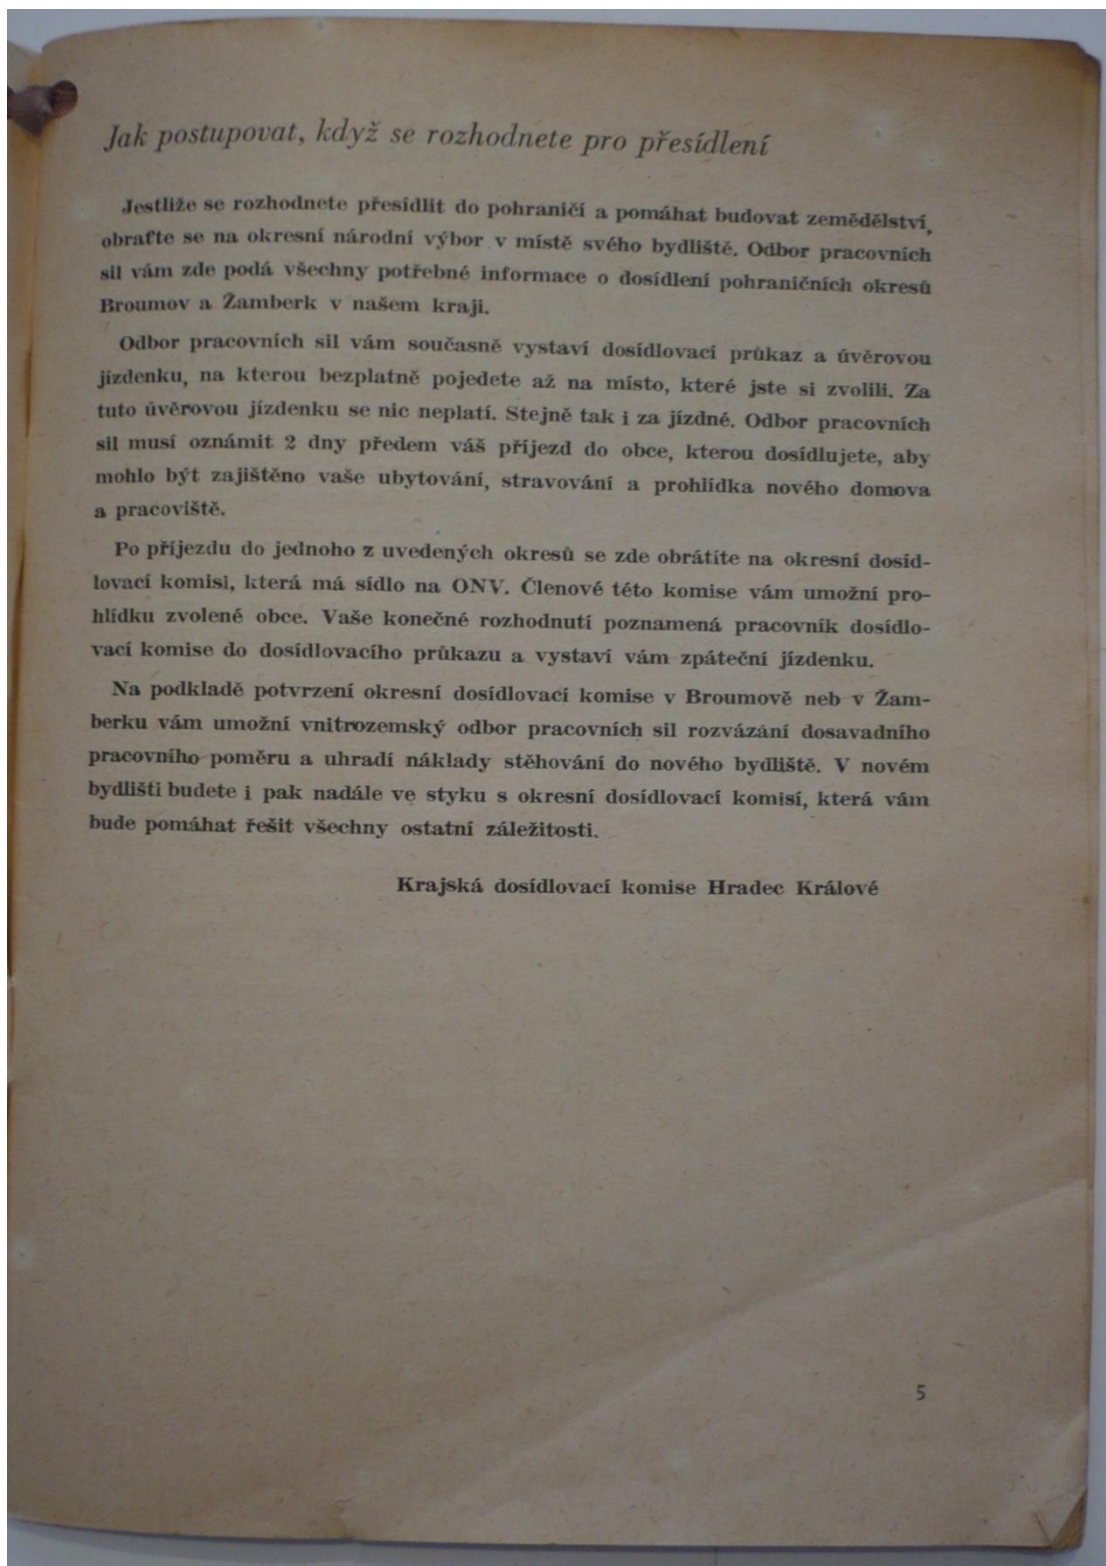 Jak postupovat, když se rozhodnete pro přesídlení
Jestliže se rozhodnete přesídlit do pohraničí a pomáhat budovat zemědělství,
obraťte se na okresní národní výbor v místě svého bydliště. Odbor pracovních
sil vám zde podá všechny potřebné informace o dosídlení pohraničních okresů
Broumov a Žamberk v našem kraji.
Odbor pracovních sil vám současně vystaví dosídlovací průkaz a úvěrovou
jízdenku, na kterou bezplatně pojedete až na místo, které jste si zvolili. Za
tuto úvěrovou jízdenku se nic neplatí. Stejně tak i za jízdné. Odbor pracovních
sil musí oznámit 2 dny předem váš příjezd do obce, kterou dosídlujete, aby
mohlo být zajištěno vaše ubytování, stravování a prohlídka nového domova
a pracoviště.
Po příjezdu do jednoho z uvedených okresů se zde obrátíte na okresní dosíd-
lovací komisi, která má sídlo na ONV. Členové této komise vám umožní pro-
hlídku zvolené obce. Vaše konečné rozhodnutí poznamená pracovník dosídlo-
vací komise do dosídlovacího průkazu a vystaví vám zpáteční jízdenku.
Na podkladě potvrzení okresní dosídlovací komise v Broumově neb v Žam-
berku vám umožní vnitrozemský odbor pracovních sil rozvázání dosavadního
pracovního poměru a uhradí náklady stěhování do nového bydliště. V novém
bydlišti budete i pak nadále ve styku s okresní dosídlovací komisí, která vám
bude pomáhat řešit všechny ostatní záležitosti.
Krajská dosídlovací komise Hradec Králové
5